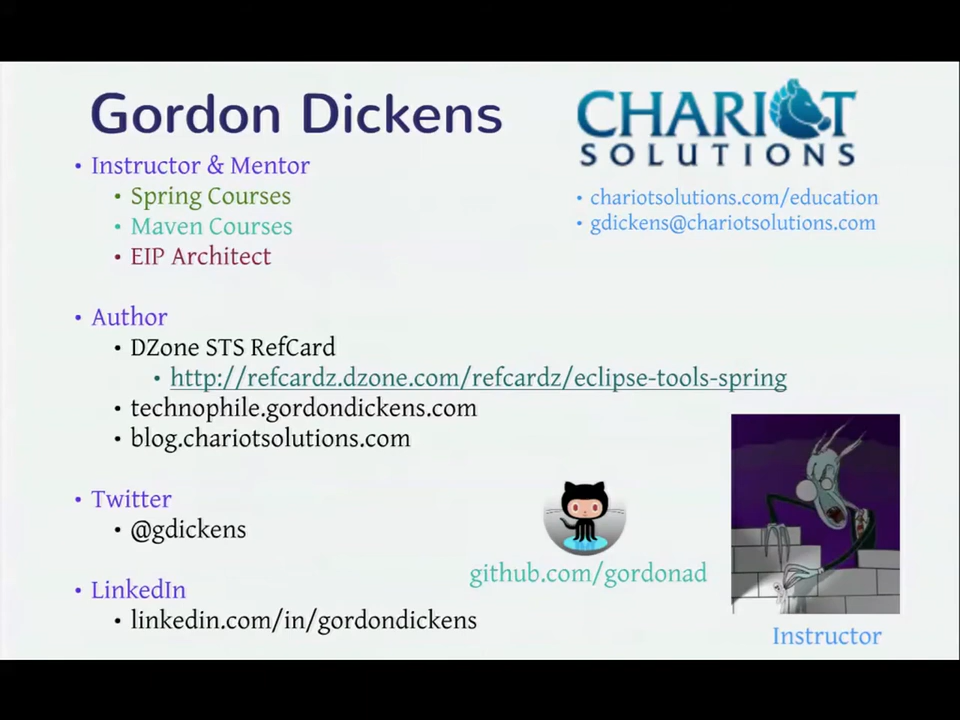 Gordon Dickens
CHARIOT
SOLUTIONS
• Instructor & Mentor
• Spring Courses
• Maven Courses
• EIP Architect
• chariotsolutions.com/education
• gdickens@chariotsolutions.com
• Author
• DZone STS RefCard
• http://refcardz.dzone.com/refcardz/eclipse-tools-spring
• technophile.gordondickens.com
• blog.chariotsolutions.com
• Twitter
• @gdickens
github.com/gordonad
• LinkedIn
• linkedin.com/in/gordondickens
Instructor